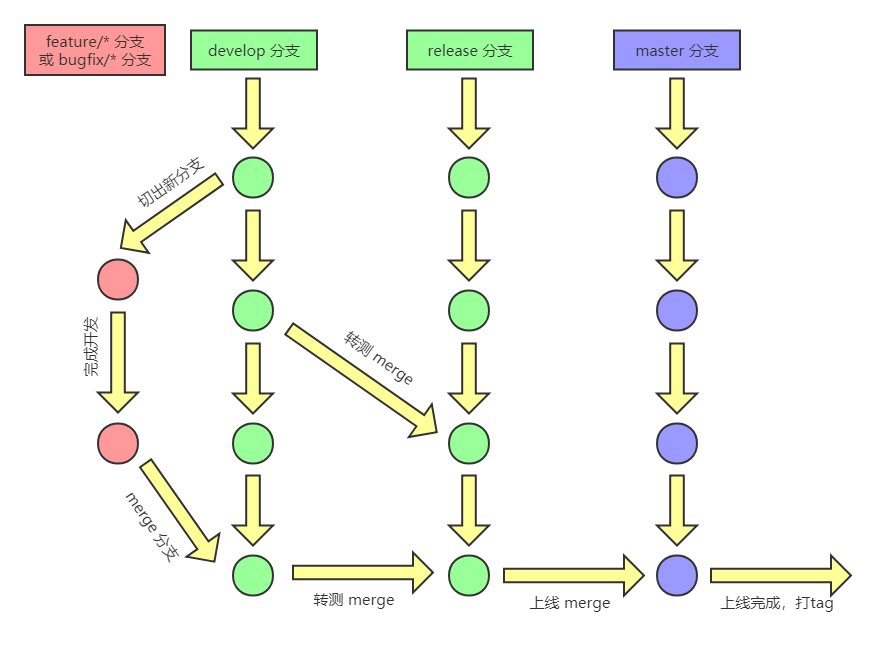 feature/* 分支
或 bugfix/* 分支
develop 分支
release 分支
master 分支
切出新分支
完成开发
转测 merge
merge 分支
转测 merge
上线 merge
上线完成，打tag